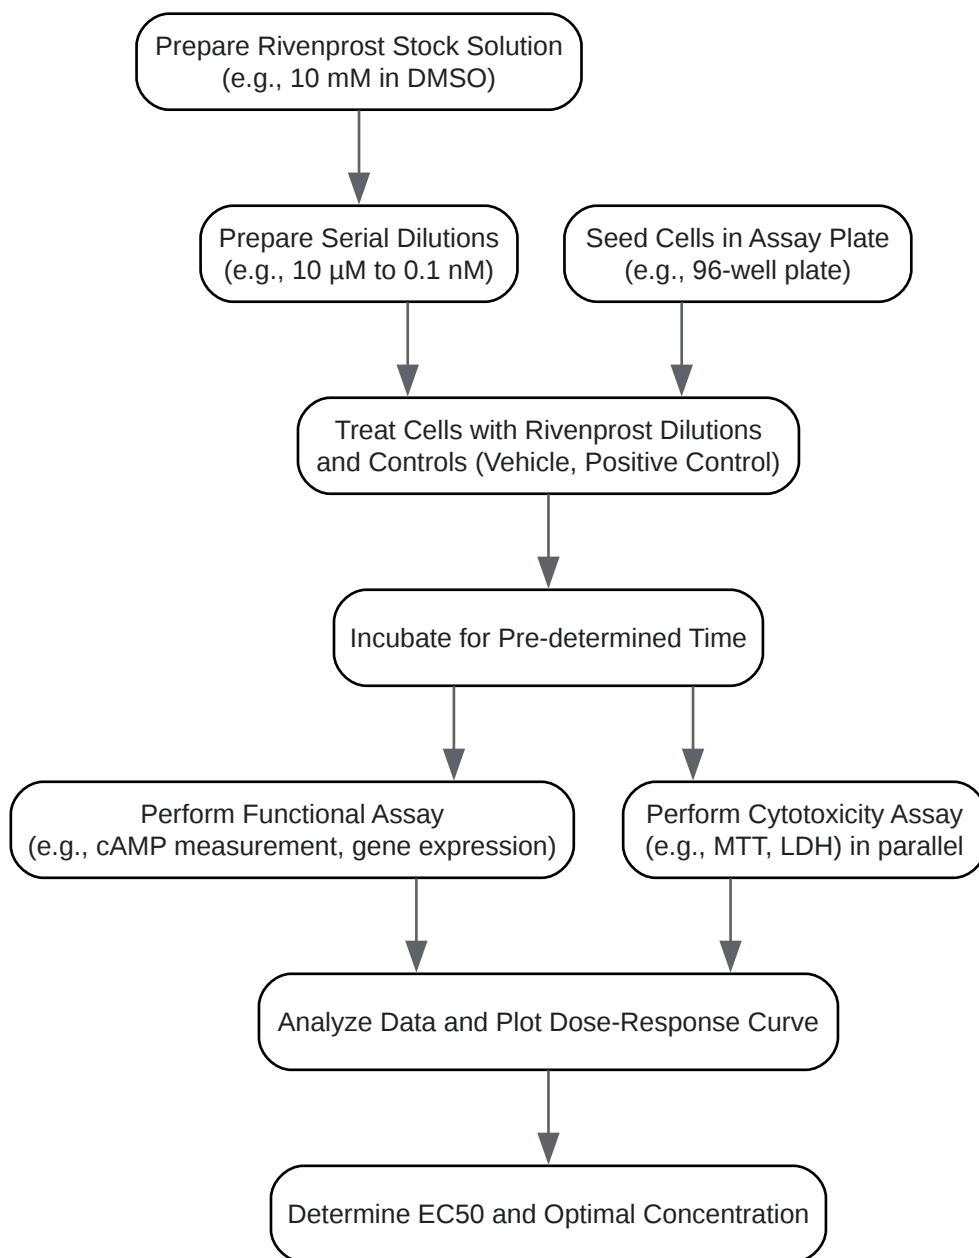 Prepare Rivenprost Stock Solution
(e.g., 10 mM in DMSO)
Prepare Serial Dilutions
(e.g., 10 µM to 0.1 nM)
Seed Cells in Assay Plate
(e.g., 96-well plate)
Treat Cells with Rivenprost Dilutions
and Controls (Vehicle, Positive Control)
Incubate for Pre-determined Time
Perform Functional Assay
(e.g., cAMP measurement, gene expression)
Perform Cytotoxicity Assay
(e.g., MTT, LDH) in parallel
Analyze Data and Plot Dose-Response Curve
Determine EC50 and Optimal Concentration